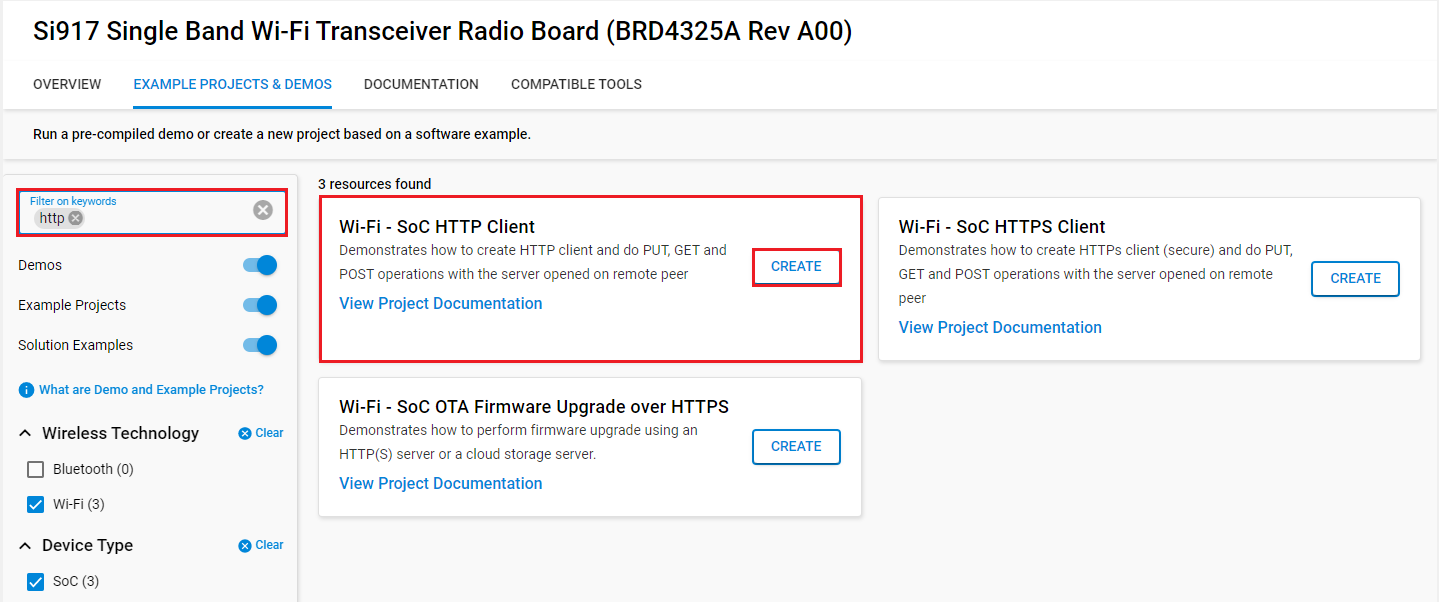 Si917 Single Band Wi-Fi Transceiver Radio Board (BRD4325A Rev A00)
OVERVIEW
EXAMPLE PROJECTS & DEMOS
DOCUMENTATION
COMPATIBLE TOOLS
Run a pre-compiled demo or create a new project based on a software example.
Filter on keywords
http
Demos
Example Projects
Solution Examples
What are Demo and Example Projects?
Wireless Technology
Clear
Bluetooth (0)
Wi-Fi (3)
Device Type
Clear
SoC (3)
3 resources found
Wi-Fi - SoC HTTP Client
Demonstrates how to create HTTP client and do PUT, GET and
POST operations with the server opened on remote peer
View Project Documentation
CREATE
Wi-Fi - SoC HTTPS Client
Demonstrates how to create HTTPs client (secure) and do PUT,
GET and POST operations with the server opened on remote
peer
View Project Documentation
CREATE
Wi-Fi - SoC OTA Firmware Upgrade over HTTPS
Demonstrates how to perform firmware upgrade using an
HTTP(S) server or a cloud storage server.
View Project Documentation
CREATE